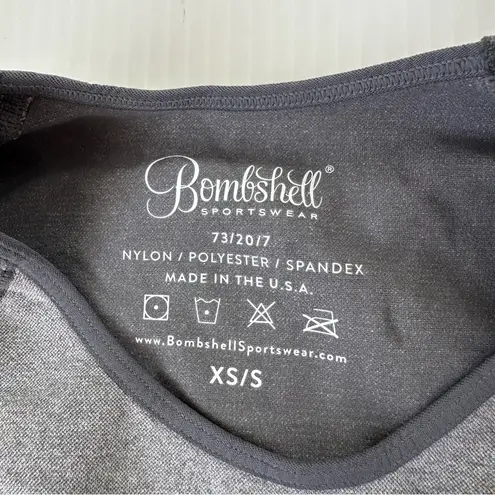 Bombshell®
SPORTSWEAR
73/20/7
NYLON / POLYESTER / SPANDEX
MADE IN THE U.S.A.
www.BombshellSportswear.com
XS/S